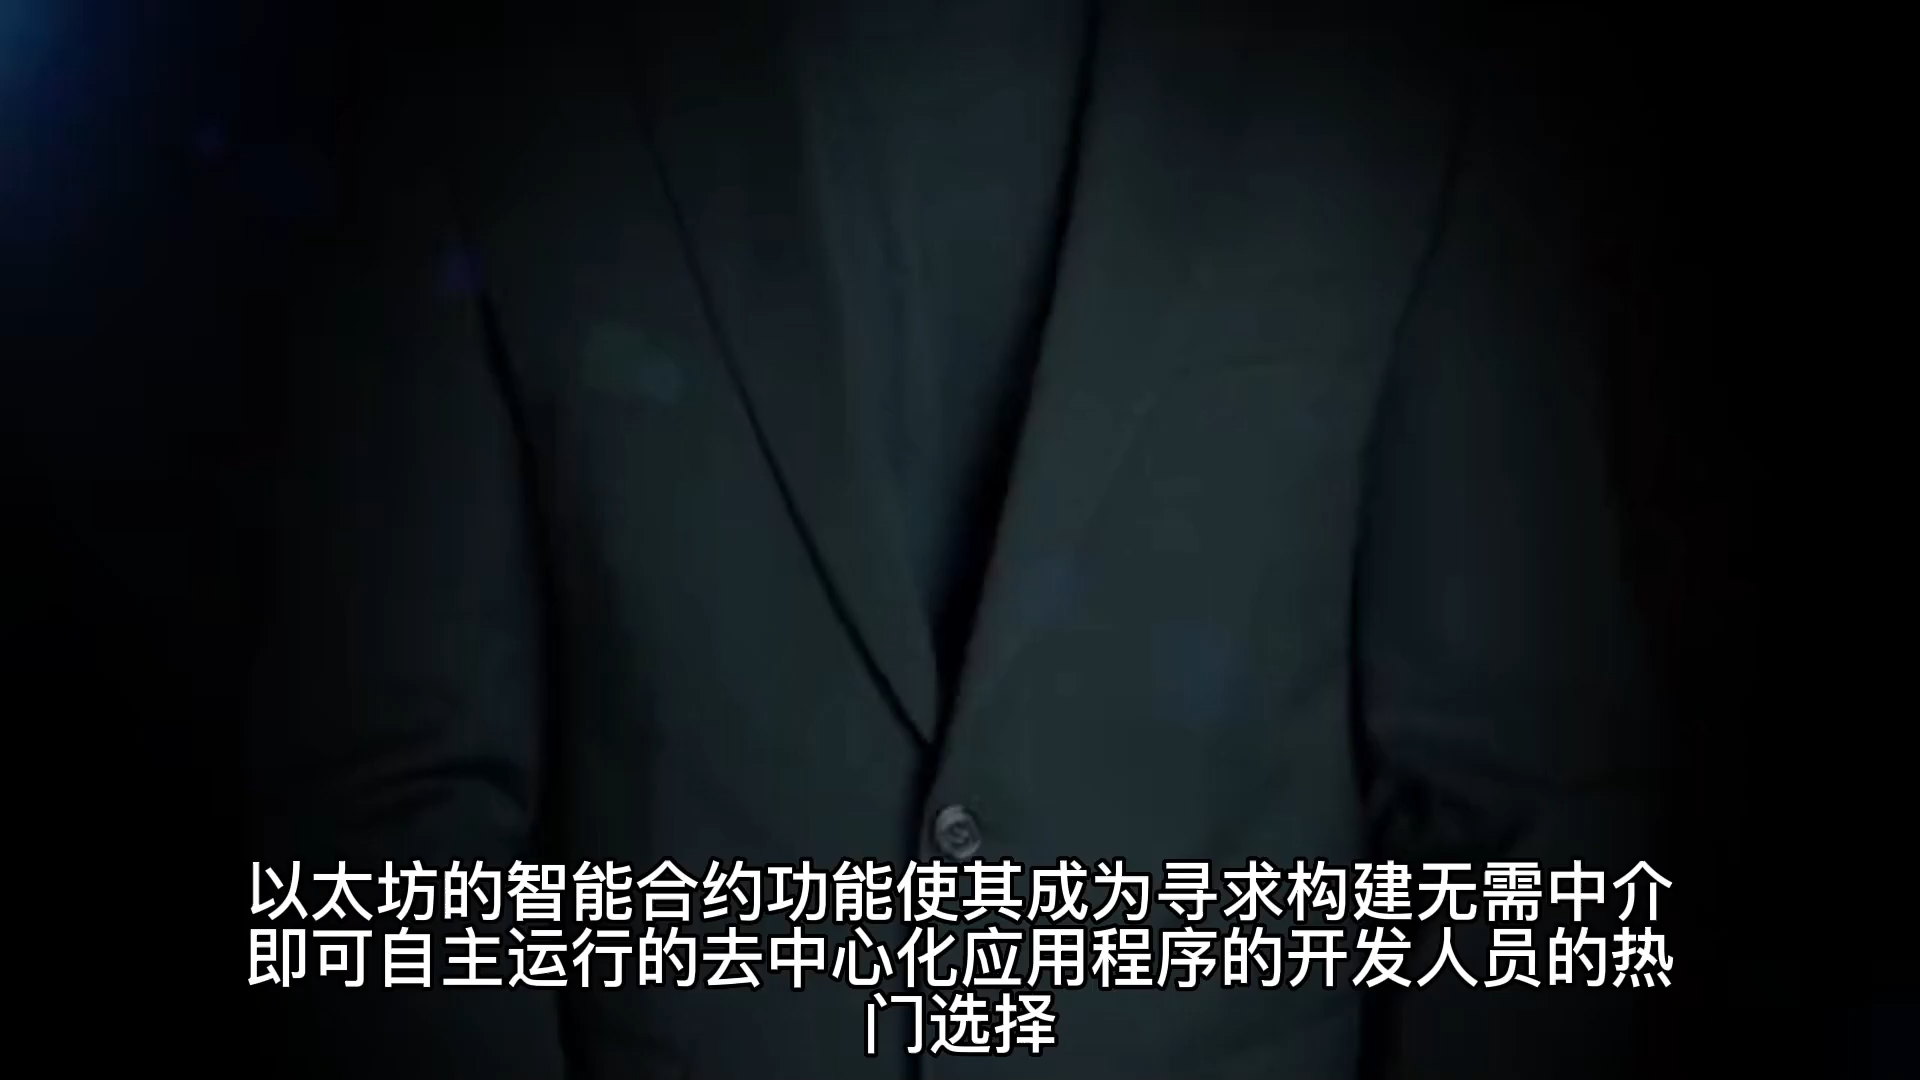 以太坊的智能合约功能使其成为寻求构建无需中介
即可自主运行的去中心化应用程序的开发人员的热
门选择